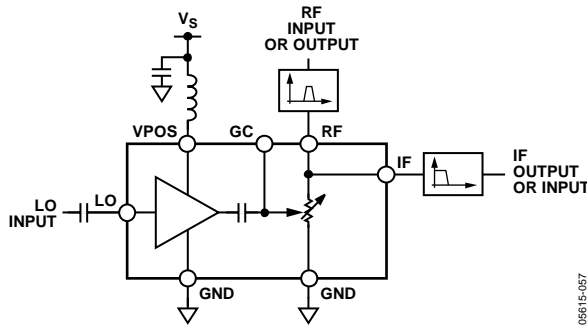 VS
RF
INPUT
OR OUTPUT
VPOS
GC
RF
IF
IF
OUTPUT
OR INPUT
LO
INPUT
LO
GND
GND
05615-057